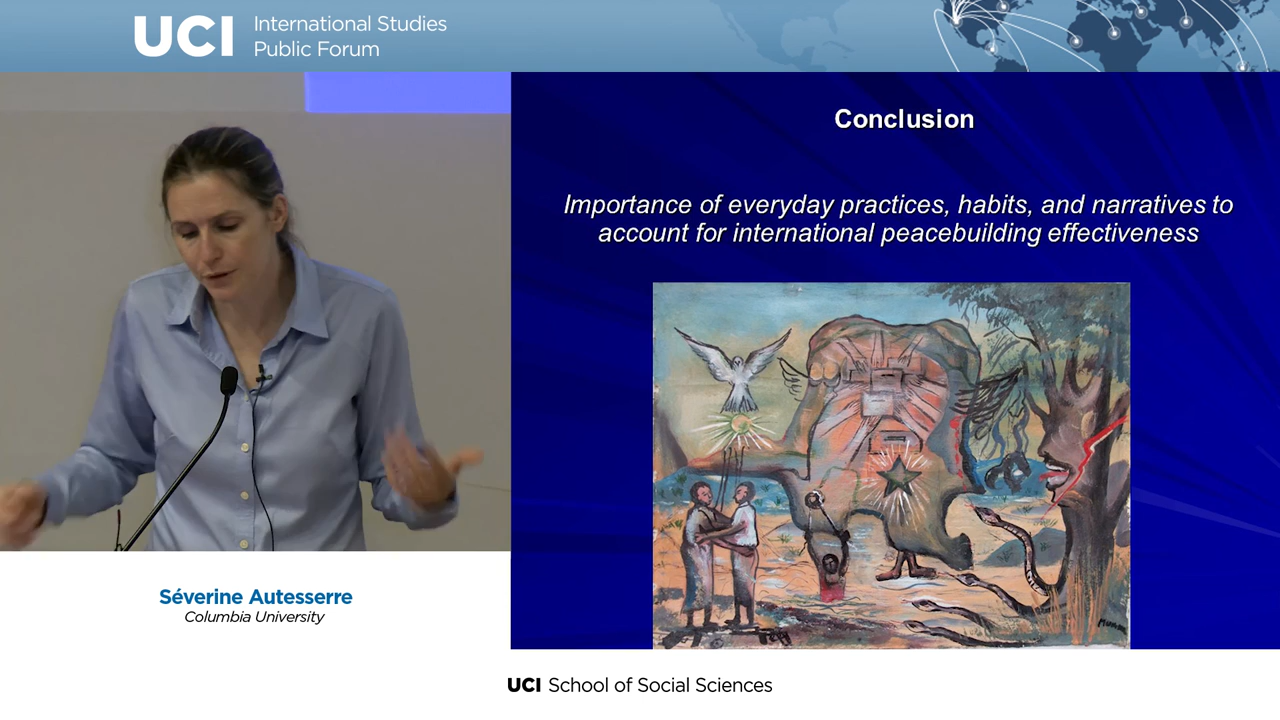 UCI International Studies
Public Forum
Conclusion
Importance of everyday practices, habits, and narratives to
account for international peacebuilding effectiveness
Séverine Autesserre
Columbia University
UCI School of Social Sciences